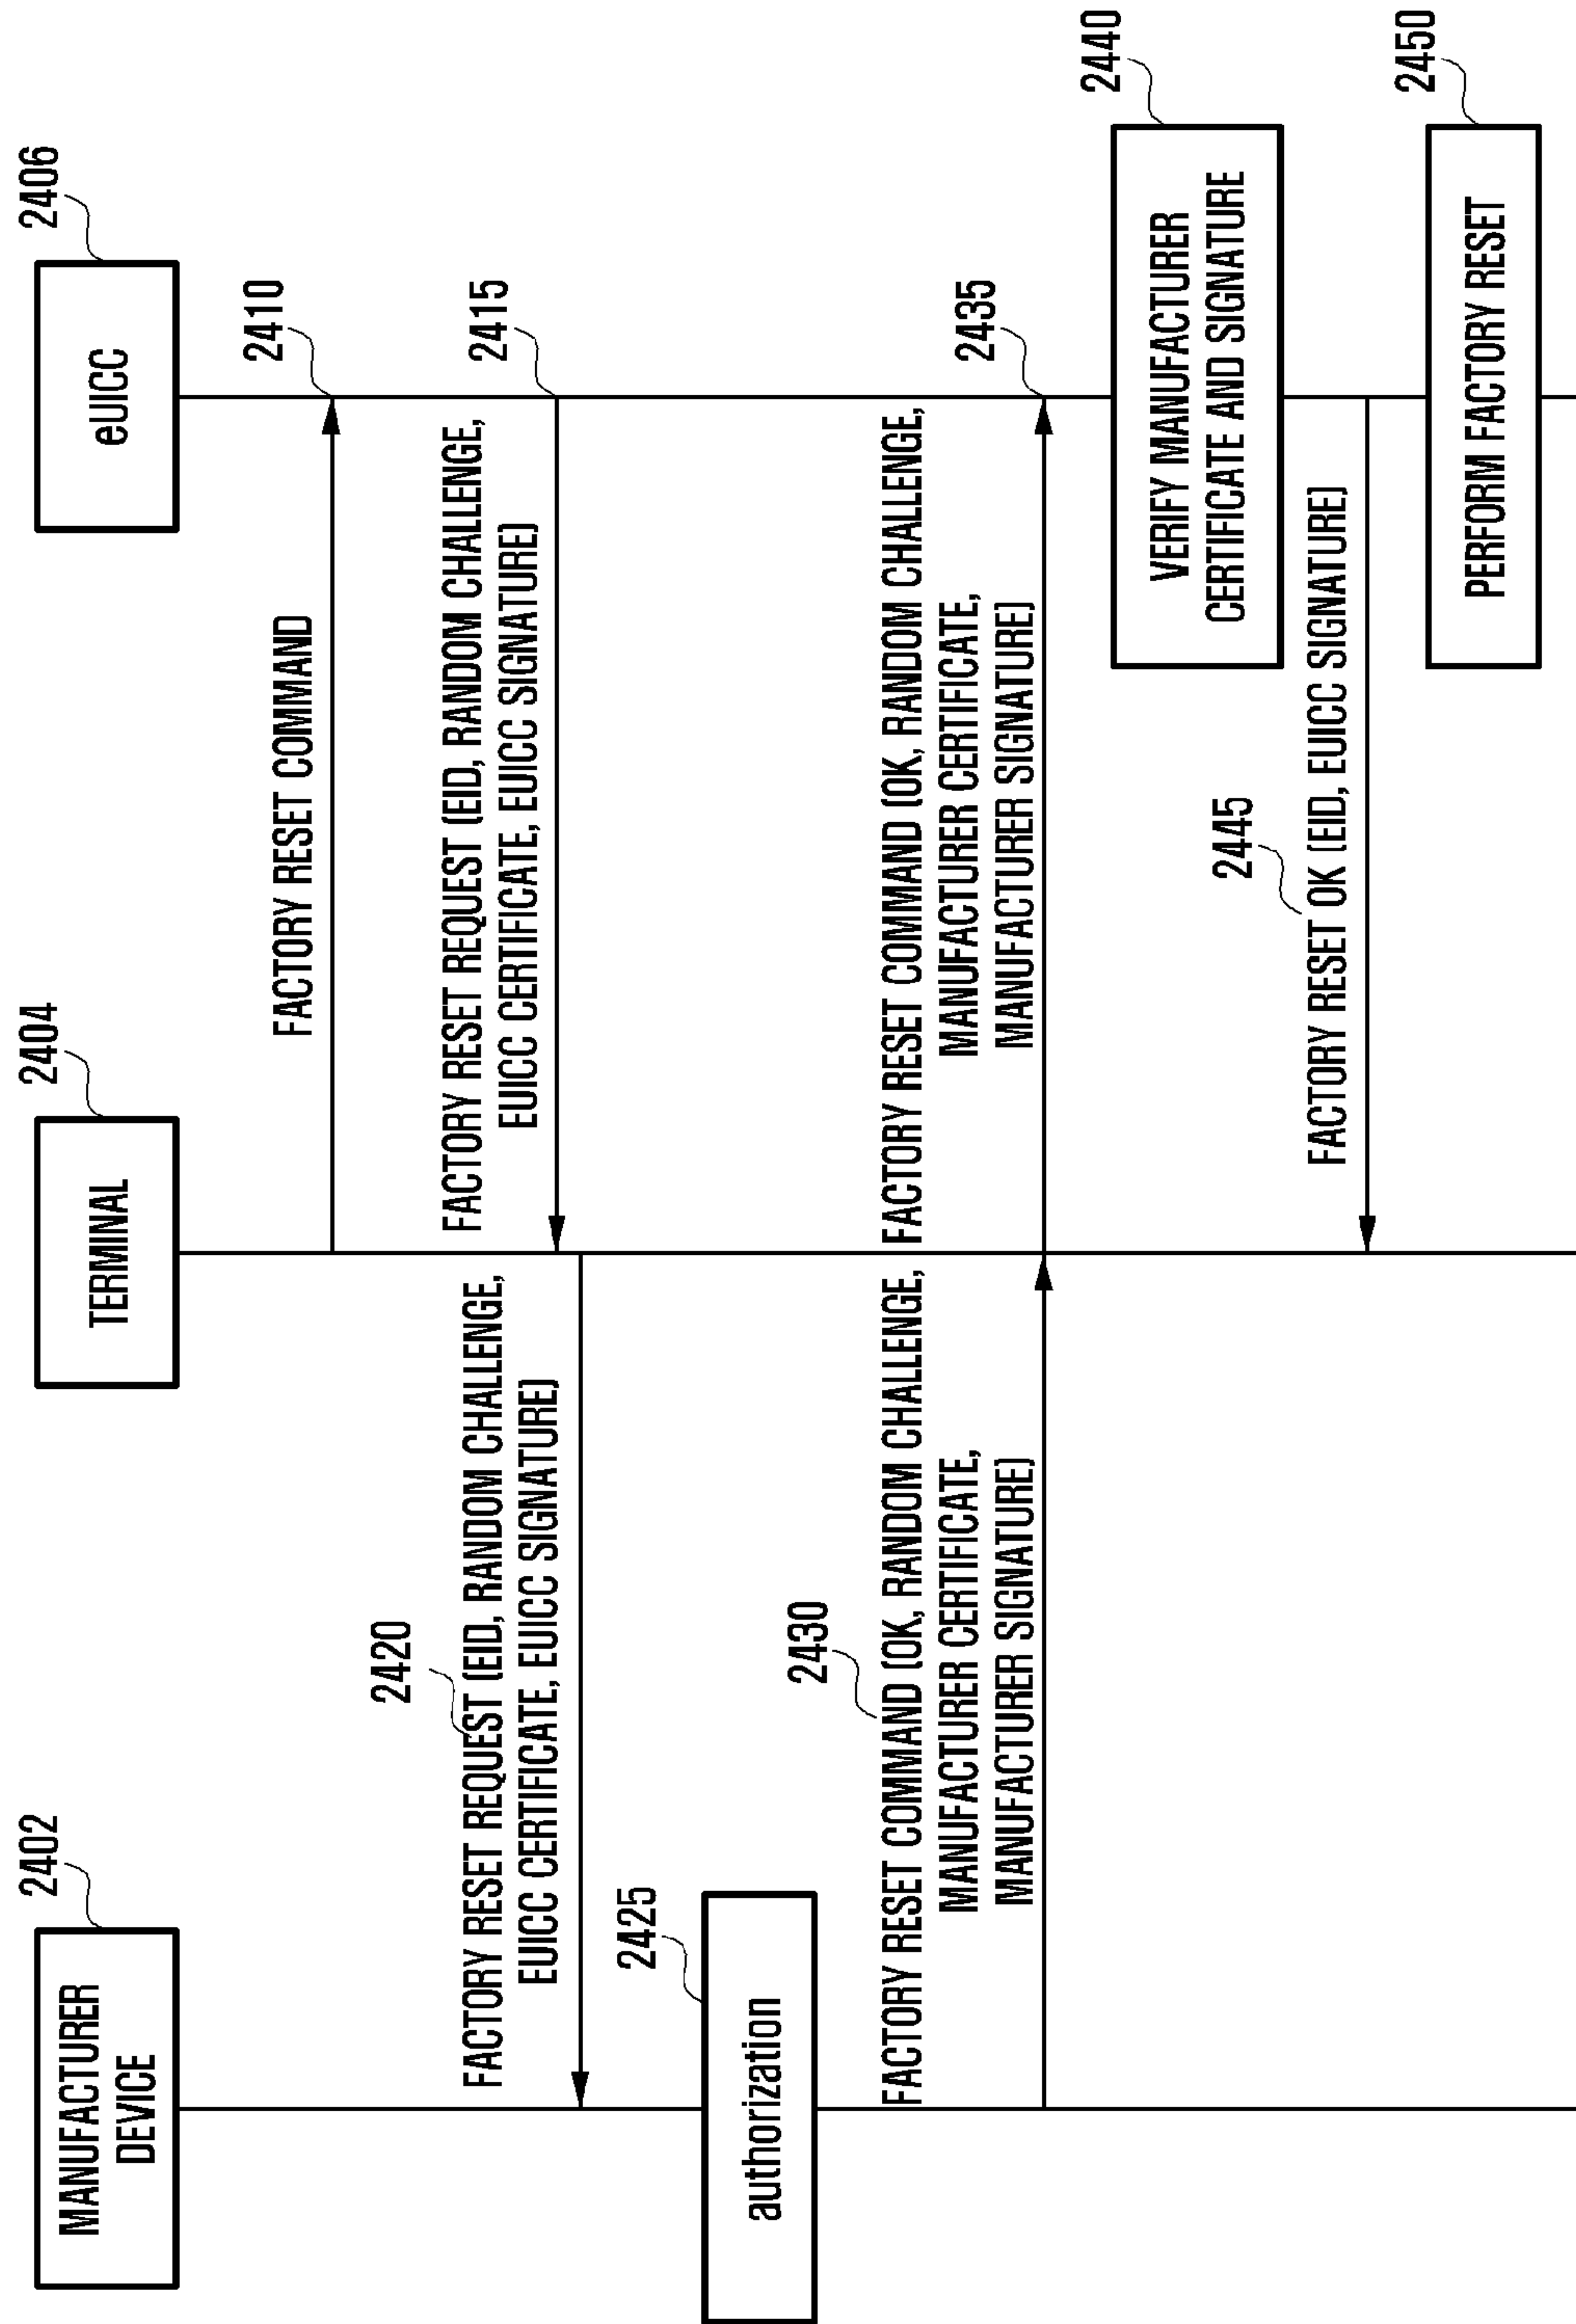 2402
MANUFACTURER
DEVICE
2404
TERMINAL
2406
eUICC
2410
FACTORY RESET COMMAND
2415
FACTORY RESET REQUEST (EID, RANDOM CHALLENGE,
EUICC CERTIFICATE, EUICC SIGNATURE)
2420
FACTORY RESET REQUEST (EID, RANDOM CHALLENGE,
EUICC CERTIFICATE, EUICC SIGNATURE)
2425
authorization
2430
FACTORY RESET COMMAND (OK, RANDOM CHALLENGE,
MANUFACTURER CERTIFICATE,
MANUFACTURER SIGNATURE)
2435
FACTORY RESET COMMAND (OK, RANDOM CHALLENGE,
MANUFACTURER CERTIFICATE,
MANUFACTURER SIGNATURE)
2440
VERIFY MANUFACTURER
CERTIFICATE AND SIGNATURE
2445
FACTORY RESET OK (EID, EUICC SIGNATURE)
2450
PERFORM FACTORY RESET